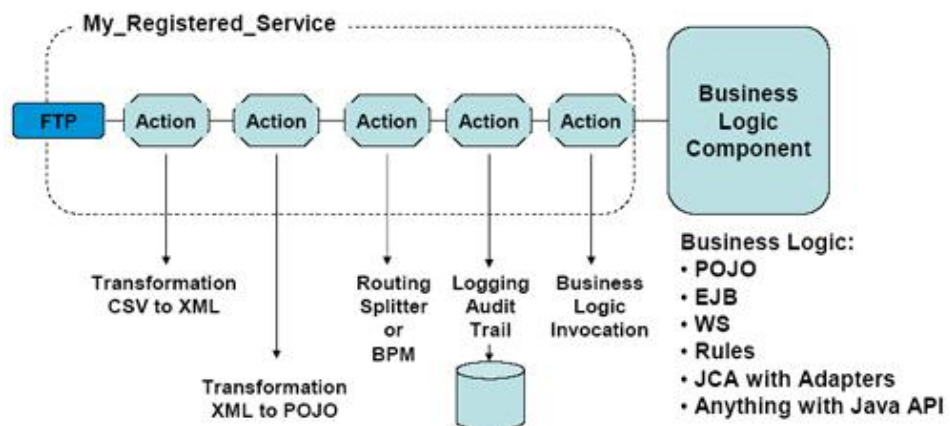 My_Registered_Service
FTP
Action
Action
Action
Action
Action
Business
Logic
Component
Transformation
CSV to XML
Transformation
XML to POJO
Routing
Splitter
or
BPM
Logging
Audit
Trail
Business
Logic
Invocation
Business Logic:
• POJO
• EJB
• WS
• Rules
• JCA with Adapters
• Anything with Java API